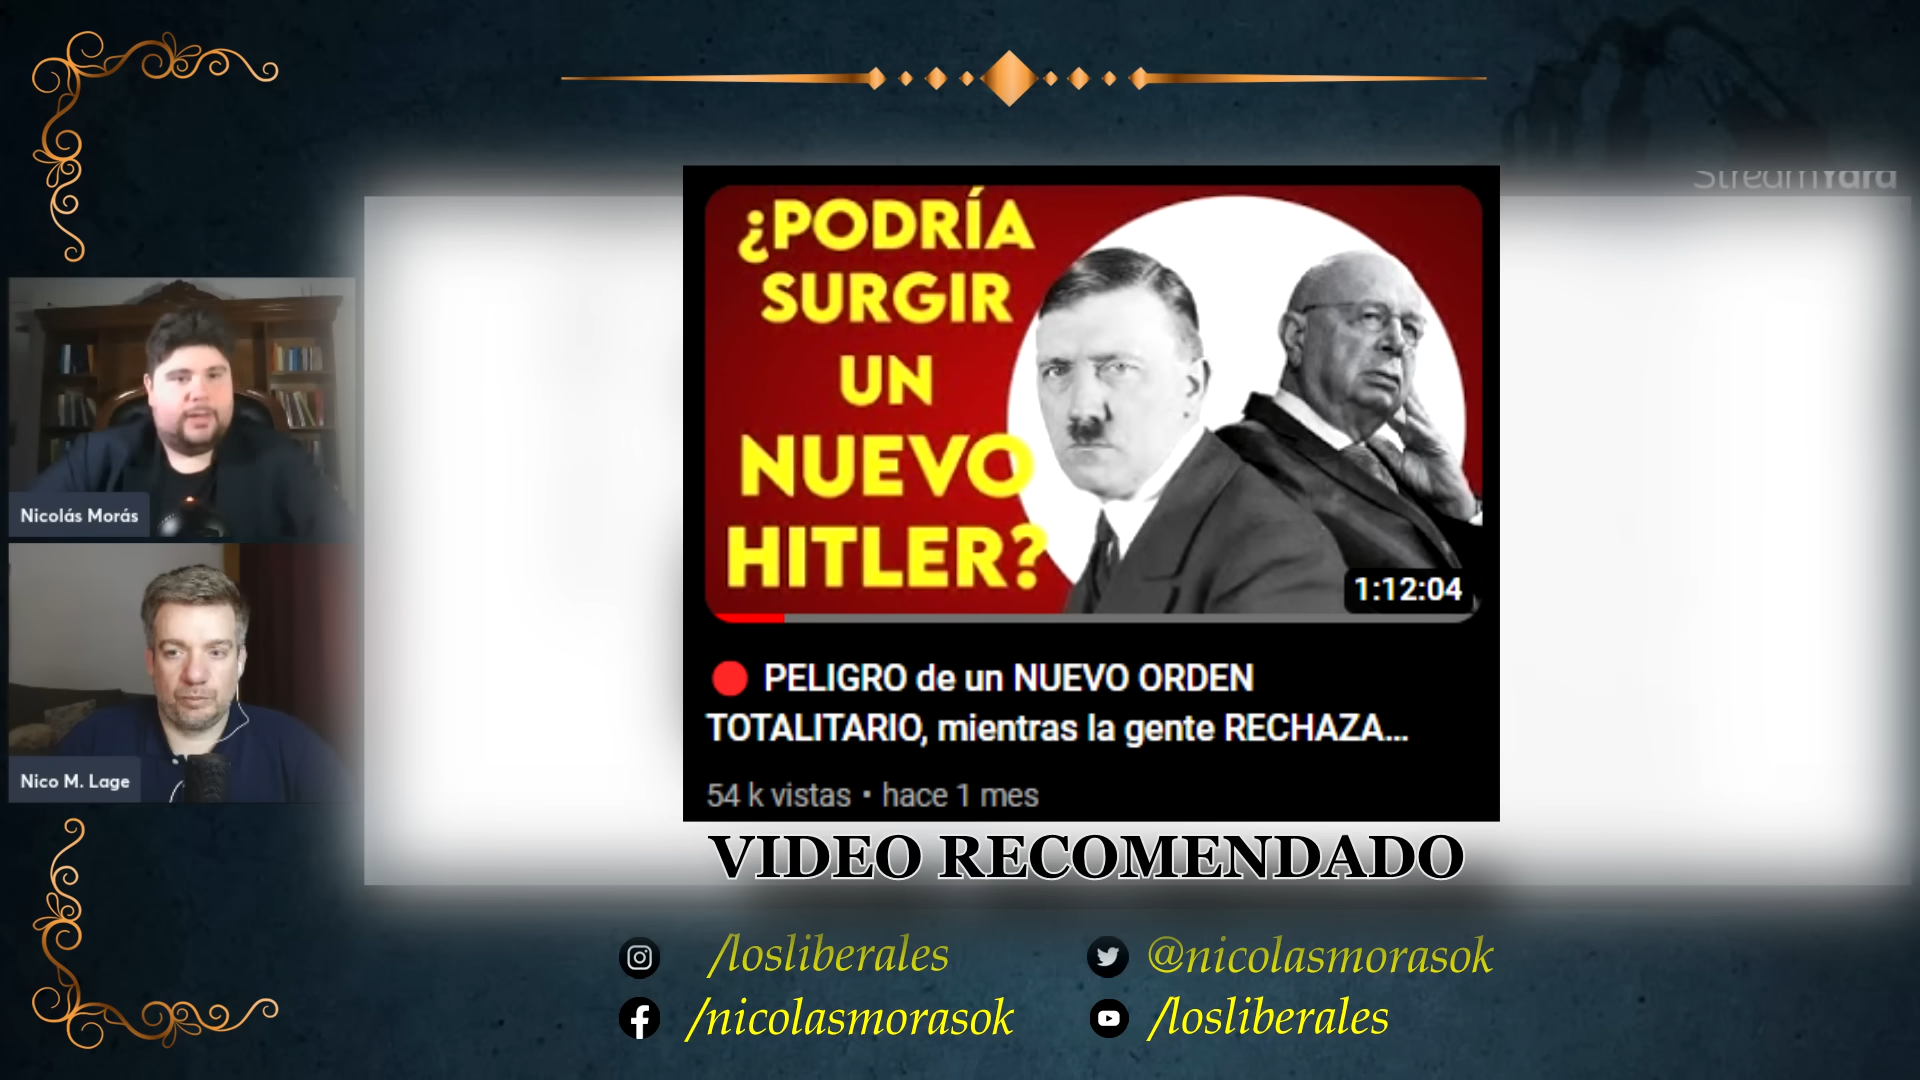 StreamYard
¿PODRÍA
SURGIR
UN
NUEVO
HITLER?
1:12:04
PELIGRO de un NUEVO ORDEN
TOTALITARIO, mientras la gente RECHAZA...
54 k vistas • hace 1 mes
VIDEO RECOMENDADO
Nicolás Morás
Nico M. Lage
/losliberales
@nicolasmorasok
/nicolasmorasok
/losliberales